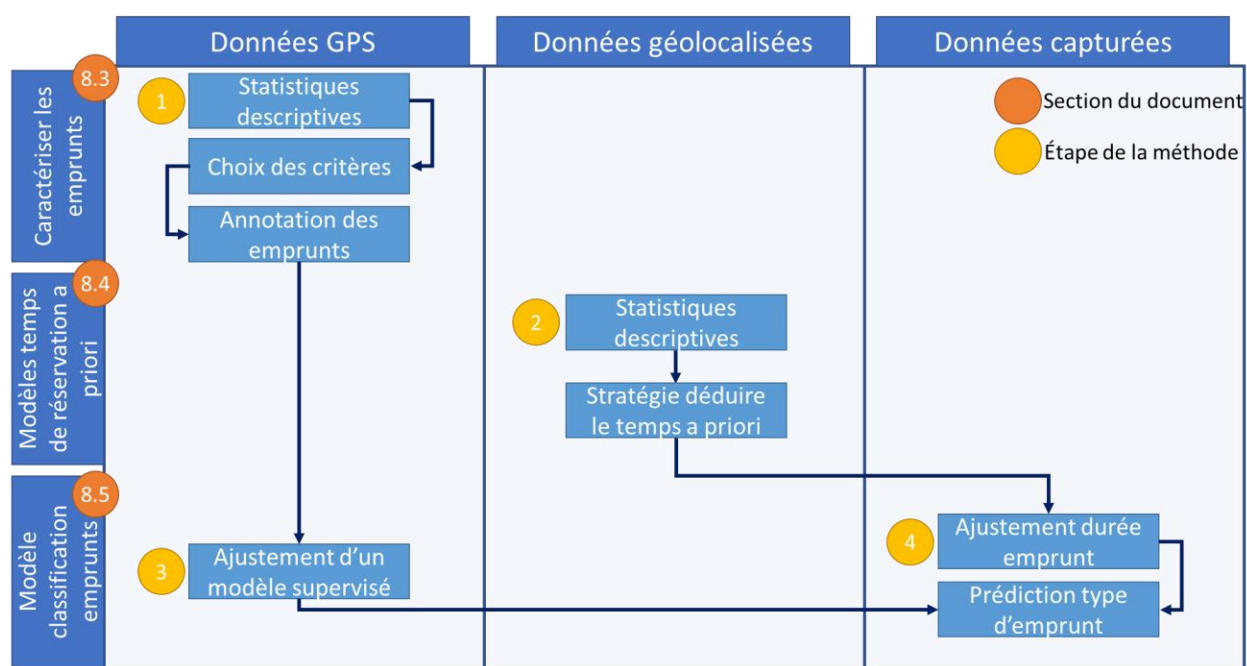 Données GPS
Données géolocalisées
Données capturées
8.3
Caractériser les
emprunts
1
Statistiques
descriptives
Choix des critères
Annotation des
emprunts
Section du document
Étape de la méthode
8.4
Modèles temps
de réservation a
priori
2
Statistiques
descriptives
Stratégie déduire
le temps a priori
8.5
Modèle
classification
emprunts
3
Ajustement d’un
modèle supervisé
4
Ajustement durée
emprunt
Prédiction type
d’emprunt